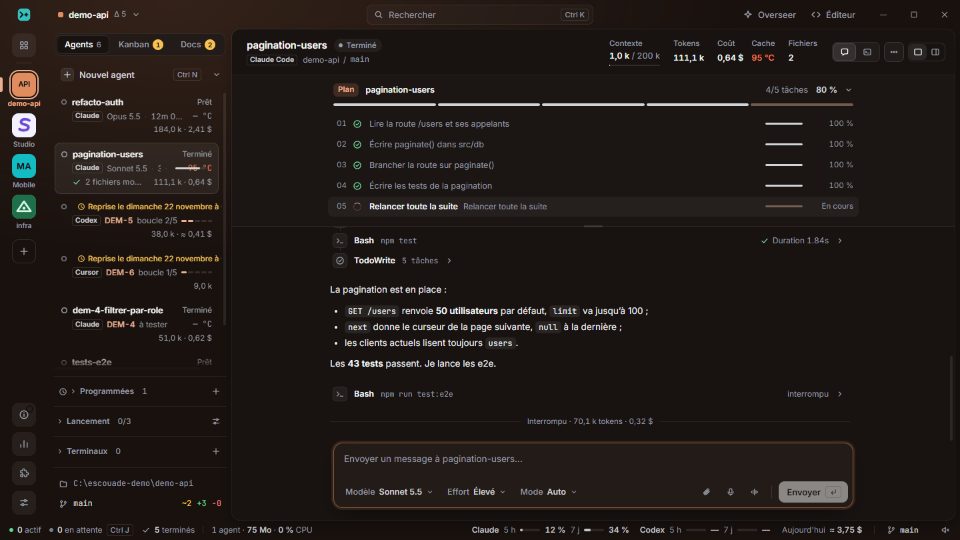 demo-api Δ 5
Rechercher Ctrl K
Overseer Éditeur
API
demo-api
Studio
MA
Mobile
infra
Agents 6 Kanban 1 Docs 2
Nouvel agent Ctrl N
refacto-auth Prêt
Claude Opus 5.5 · 12m 0... – °C
184,0 k · 2,41 $
pagination-users Terminé
Claude Sonnet 5.5 95 °C
2 fichiers mo... 111,1 k · 0,64 $
Reprise le dimanche 22 novembre à
Codex DEM-5 boucle 2/5
38,0 k · ≈ 0,41 $
Reprise le dimanche 22 novembre à
Cursor DEM-6 boucle 1/5
9,0 k
dem-4-filtrer-par-role Terminé
Claude DEM-4 à tester – °C
51,0 k · 0,62 $
tests-e2e Prêt
Programmées 1
Lancement 0/3
Terminaux 0
C:\escouade-demo\demo-api
main ~2 +3 -0
pagination-users Terminé
Claude Code demo-api / main
Contexte Tokens Coût Cache Fichiers
1,0 k / 200 k 111,1 k 0,64 $ 95 °C 2
Plan pagination-users 4/5 tâches 80 %
01 Lire la route /users et ses appelants 100 %
02 Écrire paginate() dans src/db 100 %
03 Brancher la route sur paginate() 100 %
04 Écrire les tests de la pagination 100 %
05 Relancer toute la suite Relancer toute la suite En cours
Bash npm test Duration 1.84s
TodoWrite 5 tâches
La pagination est en place :
• GET /users renvoie 50 utilisateurs par défaut, limit va jusqu'à 100 ;
• next donne le curseur de la page suivante, null à la dernière ;
• les clients actuels lisent toujours users.
Les 43 tests passent. Je lance les e2e.
Bash npm run test:e2e interrompu
Interrompu · 70,1 k tokens · 0,32 $
Envoyer un message à pagination-users...
Modèle Sonnet 5.5 Effort Élevé Mode Auto Envoyer
0 actif 0 en attente Ctrl J 5 terminés 1 agent · 75 Mo · 0 % CPU Claude 5 h 12 % 7 j 34 % Codex 5 h — 7 j — Aujourd'hui ≈ 3,75 $ main